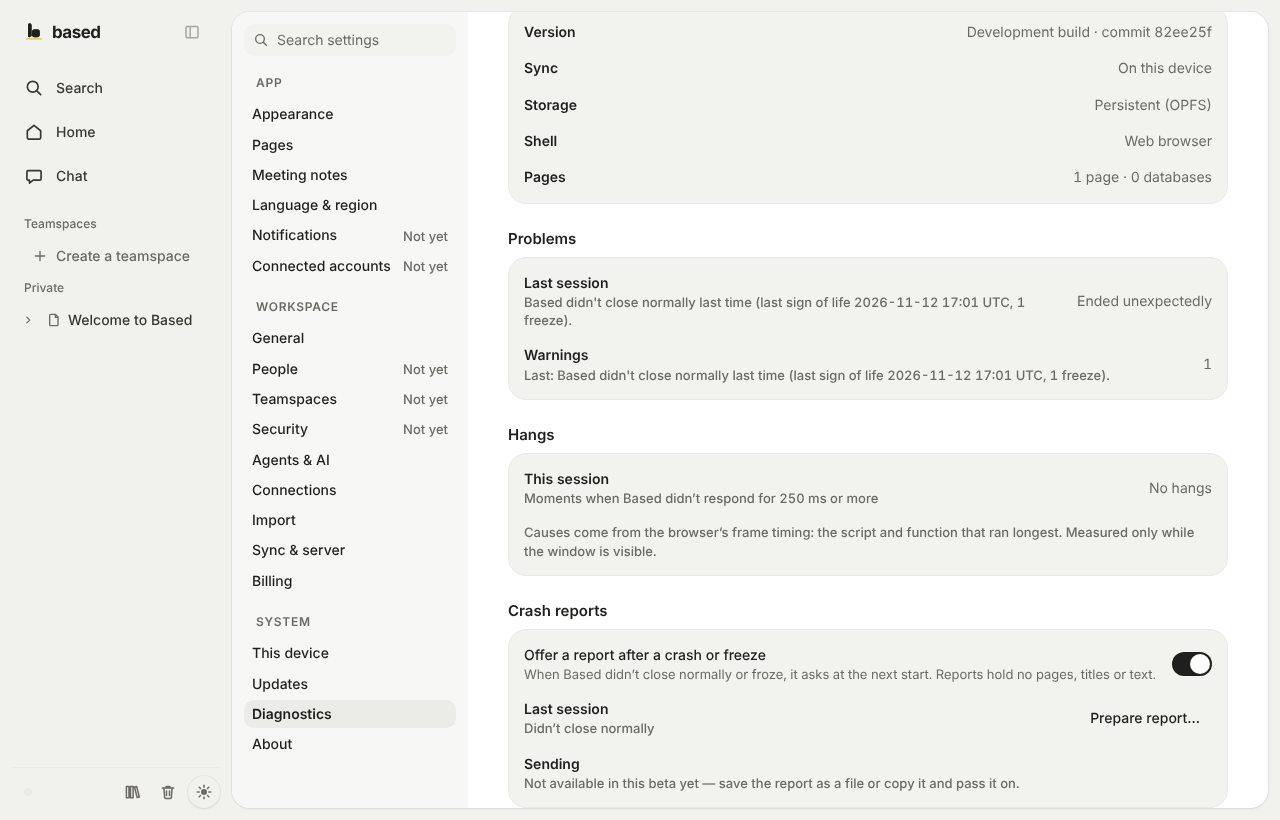 based
Search
Home
Chat
Teamspaces
Create a teamspace
Private
Welcome to Based
Search settings
APP
Appearance
Pages
Meeting notes
Language & region
Notifications Not yet
Connected accounts Not yet
WORKSPACE
General
People Not yet
Teamspaces Not yet
Security Not yet
Agents & AI
Connections
Import
Sync & server
Billing
SYSTEM
This device
Updates
Diagnostics
About
Version Development build · commit 82ee25f
Sync On this device
Storage Persistent (OPFS)
Shell Web browser
Pages 1 page · 0 databases
Problems
Last session
Based didn't close normally last time (last sign of life 2026-11-12 17:01 UTC, 1
freeze).
Ended unexpectedly
Warnings
Last: Based didn't close normally last time (last sign of life 2026-11-12 17:01 UTC, 1 freeze).
1
Hangs
This session
Moments when Based didn’t respond for 250 ms or more
No hangs
Causes come from the browser’s frame timing: the script and function that ran longest. Measured only while
the window is visible.
Crash reports
Offer a report after a crash or freeze
When Based didn’t close normally or froze, it asks at the next start. Reports hold no pages, titles or text.
Last session
Didn’t close normally
Prepare report…
Sending
Not available in this beta yet — save the report as a file or copy it and pass it on.